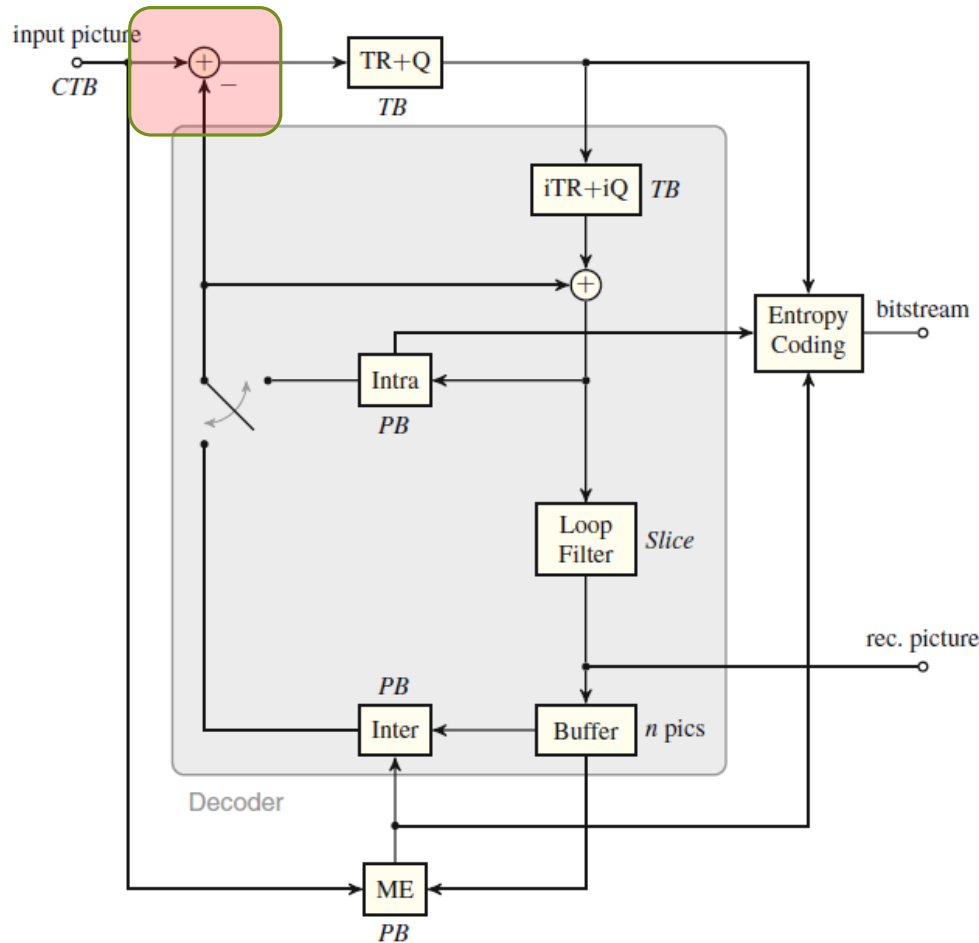 input picture
CTB
+
−
TR+Q
TB
iTR+iQ
TB
+
Entropy
Coding
bitstream
Intra
PB
Loop
Filter
Slice
rec. picture
PB
Inter
Buffer
n pics
Decoder
ME
PB